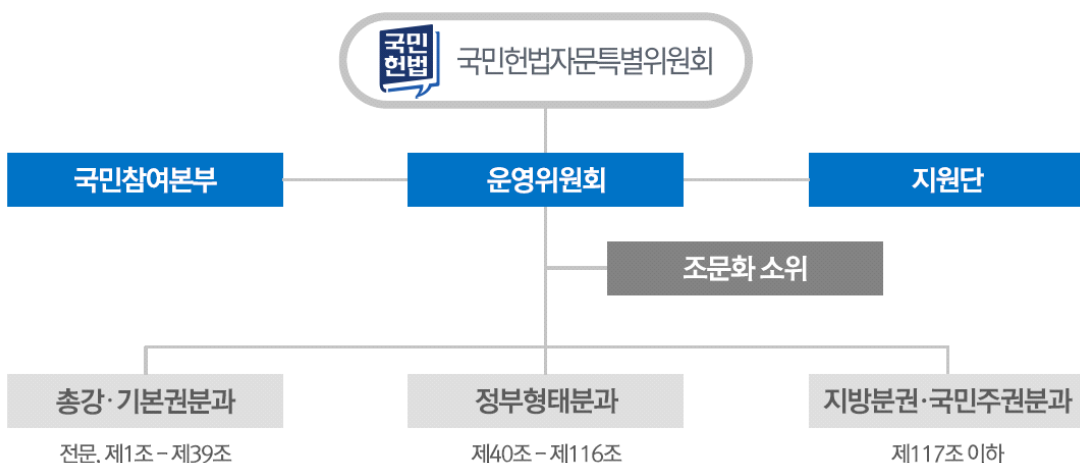 국민
헌법
국민헌법자문특별위원회
국민참여본부
운영위원회
지원단
조문화 소위
총강·기본권분과
정부형태분과
지방분권·국민주권분과
전문, 제1조 – 제39조
제40조 – 제116조
제117조 이하